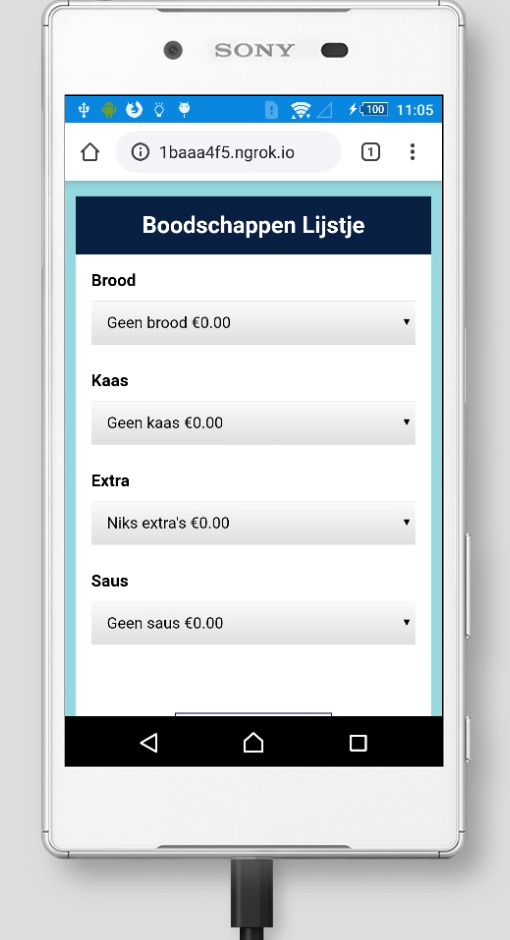 SONY
100 11:05
1baaa4f5.ngrok.io
1
Boodschappen Lijstje
Brood
Geen brood €0.00
Kaas
Geen kaas €0.00
Extra
Niks extra's €0.00
Saus
Geen saus €0.00